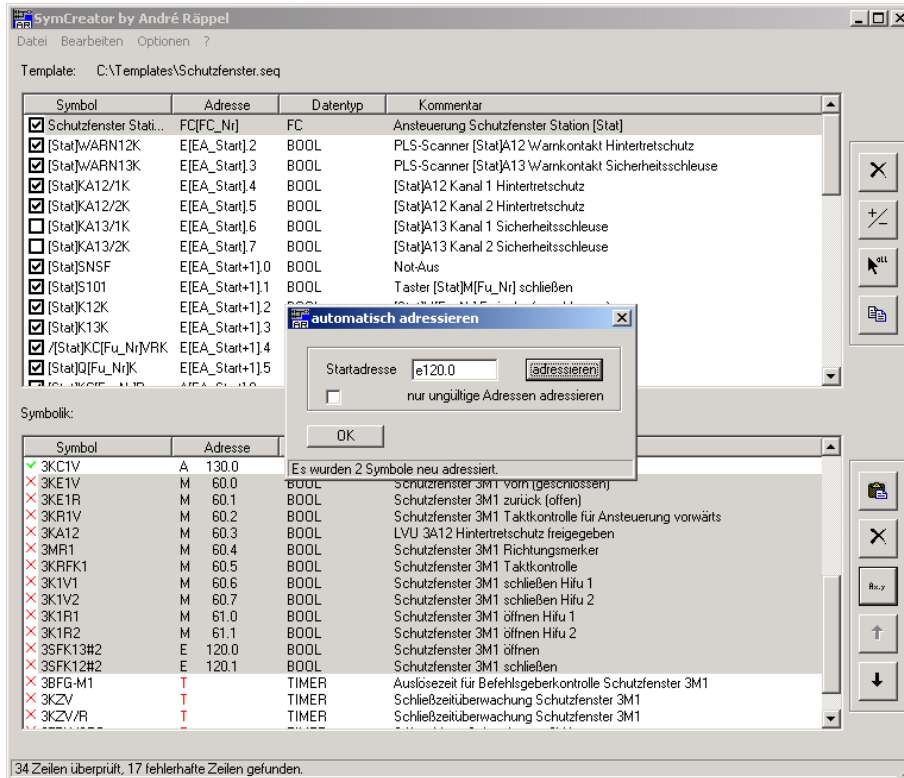 SymCreator by André Räppel
Datei Bearbeiten Optionen ?
Template: C:\Templates\Schutzfenster.seq
Symbol Adresse Datentyp Kommentar
Schutzfenster Stati... FC[FC_Nr] FC Ansteuerung Schutzfenster Station [Stat]
[Stat]WARN12K E[EA_Start].2 BOOL PLS-Scanner [Stat]A12 Warnkontakt Hintertretschutz
[Stat]WARN13K E[EA_Start].3 BOOL PLS-Scanner [Stat]A13 Warnkontakt Sicherheitsschleuse
[Stat]KA12/1K E[EA_Start].4 BOOL [Stat]A12 Kanal 1 Hintertretschutz
[Stat]KA12/2K E[EA_Start].5 BOOL [Stat]A12 Kanal 2 Hintertretschutz
[Stat]KA13/1K E[EA_Start].6 BOOL [Stat]A13 Kanal 1 Sicherheitsschleuse
[Stat]KA13/2K E[EA_Start].7 BOOL [Stat]A13 Kanal 2 Sicherheitsschleuse
[Stat]SNSF E[EA_Start+1].0 BOOL Not-Aus
[Stat]S101 E[EA_Start+1].1 BOOL Taster [Stat]M[Fu_Nr] schließen
[Stat]K12K E[EA_Start+1].2
[Stat]K13K E[EA_Start+1].3
/[Stat]KC[Fu_Nr]VRK E[EA_Start+1].4
[Stat]Q[Fu_Nr]K E[EA_Start+1].5
all
automatisch adressieren
Startadresse e120.0 adressieren
nur ungültige Adressen adressieren
OK
Es wurden 2 Symbole neu adressiert.
Symbolik:
Symbol Adresse
3KC1V A 130.0
3KE1V M 60.0 BOOL Schutzfenster 3M1 vorn (geschlossen)
3KE1R M 60.1 BOOL Schutzfenster 3M1 zurück (offen)
3KR1V M 60.2 BOOL Schutzfenster 3M1 Taktkontrolle für Ansteuerung vorwärts
3KA12 M 60.3 BOOL LVU 3A12 Hintertretschutz freigegeben
3MR1 M 60.4 BOOL Schutzfenster 3M1 Richtungsmerker
3KRFK1 M 60.5 BOOL Schutzfenster 3M1 Taktkontrolle
3K1V1 M 60.6 BOOL Schutzfenster 3M1 schließen Hifu 1
3K1V2 M 60.7 BOOL Schutzfenster 3M1 schließen Hifu 2
3K1R1 M 61.0 BOOL Schutzfenster 3M1 öffnen Hifu 1
3K1R2 M 61.1 BOOL Schutzfenster 3M1 öffnen Hifu 2
3SFK13#2 E 120.0 BOOL Schutzfenster 3M1 öffnen
3SFK12#2 E 120.1 BOOL Schutzfenster 3M1 schließen
3BFG-M1 T TIMER Auslösezeit für Befehlsgeberkontrolle Schutzfenster 3M1
3KZV T TIMER Schließzeitüberwachung Schutzfenster 3M1
3KZV/R T TIMER Schließzeitüberwachung Schutzfenster 3M1
Ax.y
34 Zeilen überprüft, 17 fehlerhafte Zeilen gefunden.